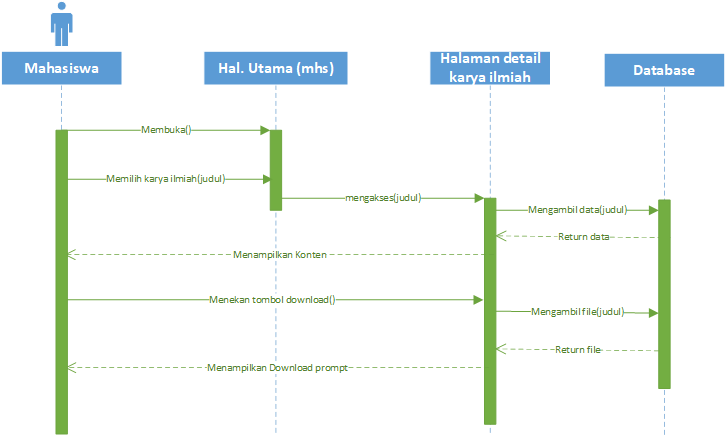 Mahasiswa
Hal. Utama (mhs)
Halaman detail
karya ilmiah
Database
Membuka()
Memilih karya ilmiah(judul)
mengakses(judul)
Mengambil data(judul)
Return data
Menampilkan Konten
Menekan tombol download()
Mengambil file(judul)
Return file
Menampilkan Download prompt